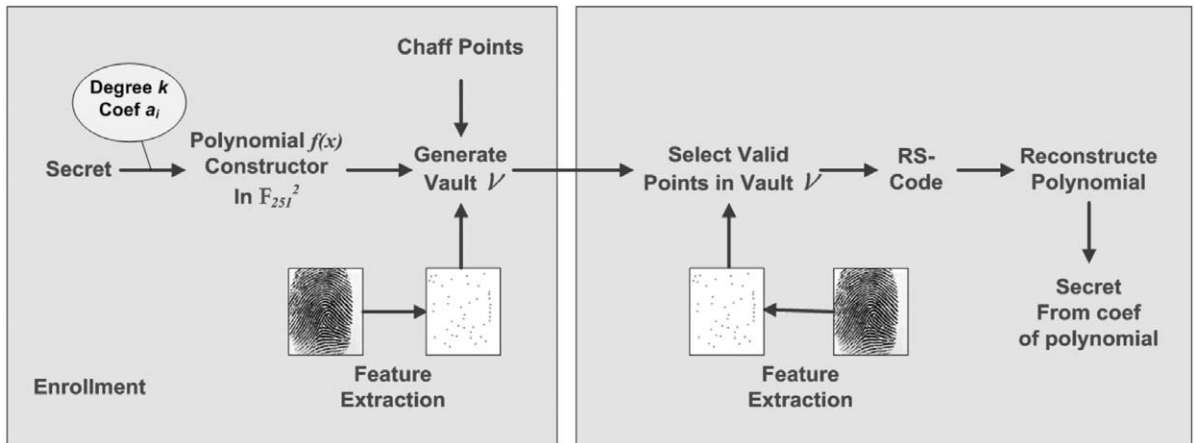 Chaff Points
Degree k
Coef aᵢ
Secret
Polynomial f(x)
Constructor
In F₂₅₁²
Generate
Vault V
Feature
Extraction
Enrollment
Select Valid
Points in Vault V
RS-
Code
Reconstructe
Polynomial
Secret
From coef
of polynomial
Feature
Extraction